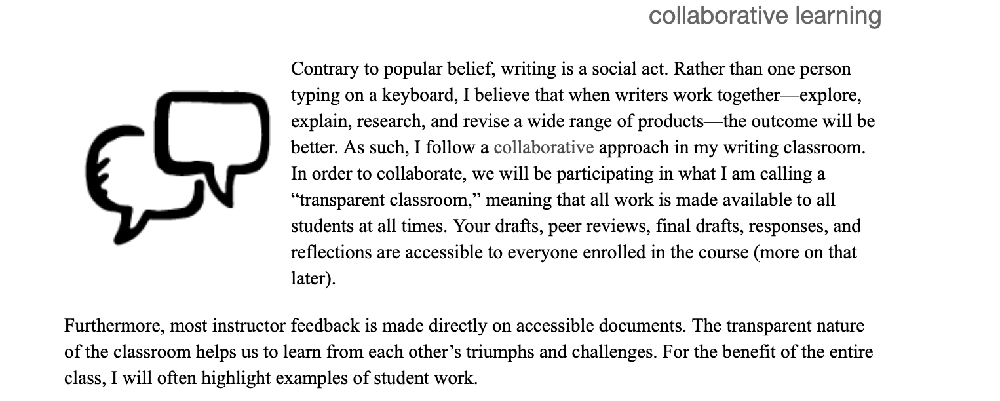 collaborative learning
Contrary to popular belief, writing is a social act. Rather than one person
typing on a keyboard, I believe that when writers work together—explore,
explain, research, and revise a wide range of products—the outcome will be
better. As such, I follow a collaborative approach in my writing classroom.
In order to collaborate, we will be participating in what I am calling a
“transparent classroom,” meaning that all work is made available to all
students at all times. Your drafts, peer reviews, final drafts, responses, and
reflections are accessible to everyone enrolled in the course (more on that
later).
Furthermore, most instructor feedback is made directly on accessible documents. The transparent nature
of the classroom helps us to learn from each other’s triumphs and challenges. For the benefit of the entire
class, I will often highlight examples of student work.